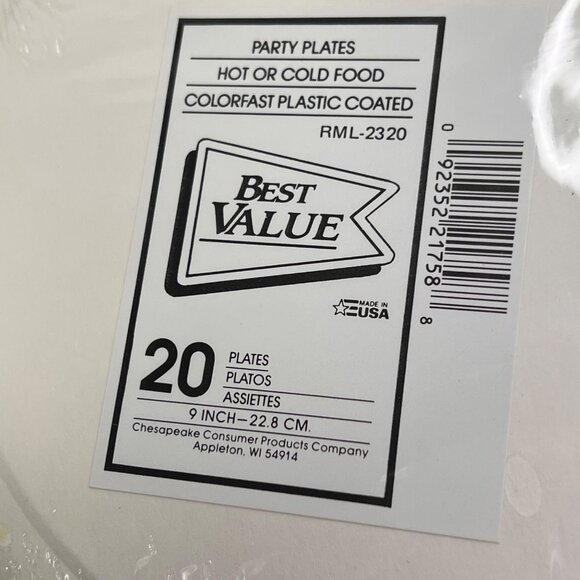 PARTY PLATES
HOT OR COLD FOOD
COLORFAST PLASTIC COATED
RML-2320
BEST
VALUE
MADE IN
USA
20
PLATES
PLATOS
ASSIETTES
9 INCH—22.8 CM.
Chesapeake Consumer Products Company
Appleton, WI 54914
0 92352 21758 8